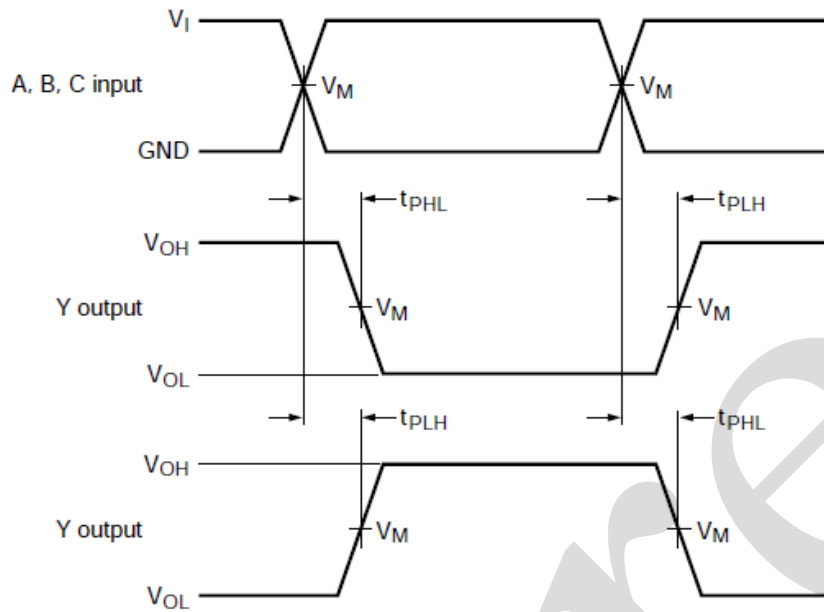 VI
A, B, C input
VM
VM
GND
tPHL
tPLH
VOH
Y output
VM
VM
VOL
tPLH
tPHL
VOH
Y output
VM
VM
VOL